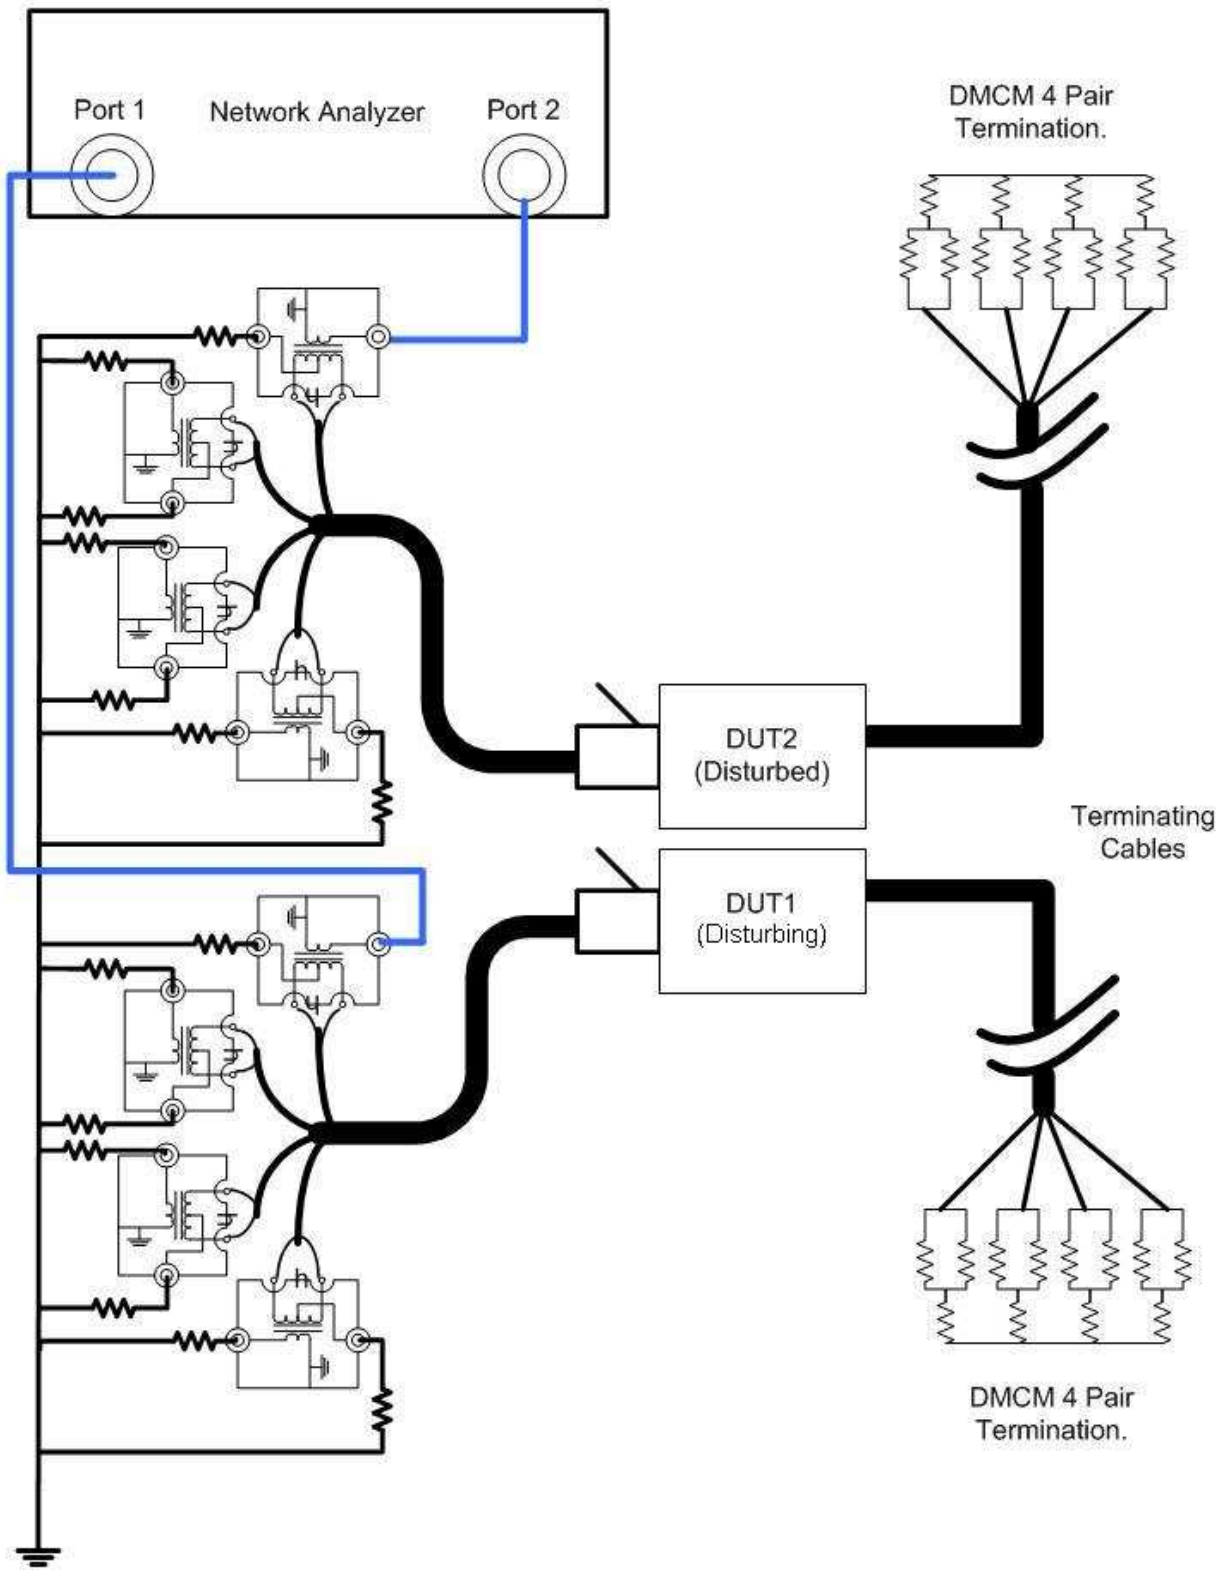 Port 1
Network Analyzer
Port 2
DMCM 4 Pair
Termination.
DUT2
(Disturbed)
Terminating
Cables
DUT1
(Disturbing)
DMCM 4 Pair
Termination.